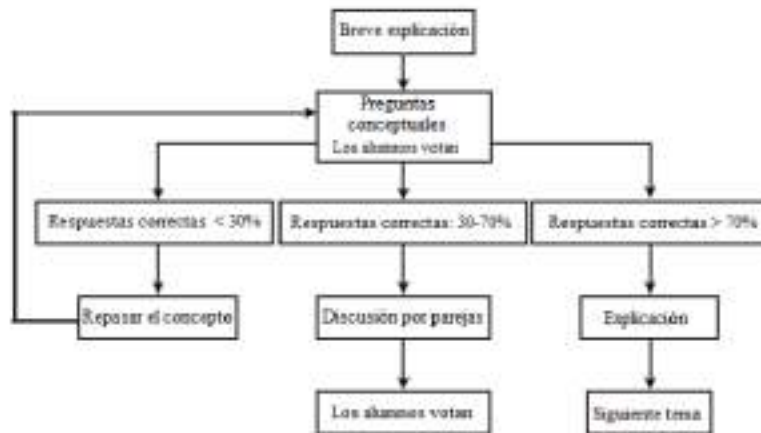 Breve explicación
Preguntas
conceptuales
Los alumnos votan
Respuestas correctas < 30%
Respuestas correctas: 30-70%
Respuestas correctas > 70%
Repasar el concepto
Discusión por parejas
Explicación
Los alumnos votan
Siguiente tema